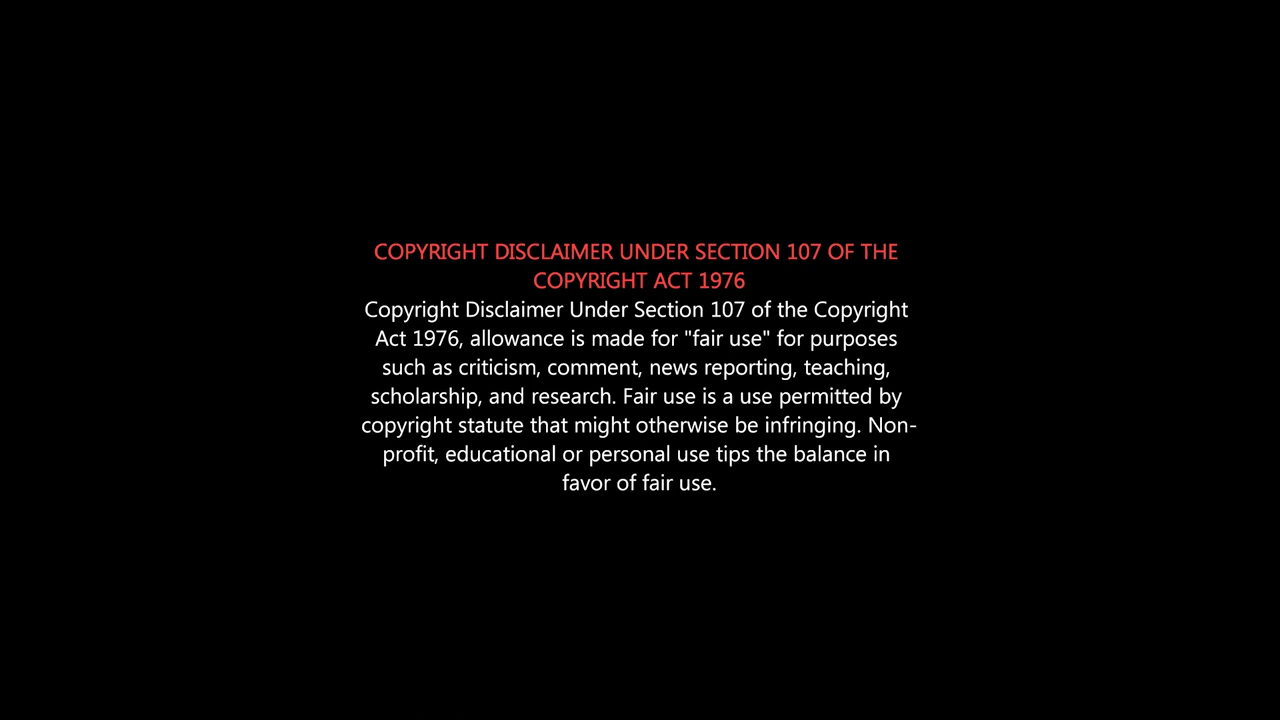 COPYRIGHT DISCLAIMER UNDER SECTION 107 OF THE
COPYRIGHT ACT 1976
Copyright Disclaimer Under Section 107 of the Copyright
Act 1976, allowance is made for "fair use" for purposes
such as criticism, comment, news reporting, teaching,
scholarship, and research. Fair use is a use permitted by
copyright statute that might otherwise be infringing. Non-
profit, educational or personal use tips the balance in
favor of fair use.